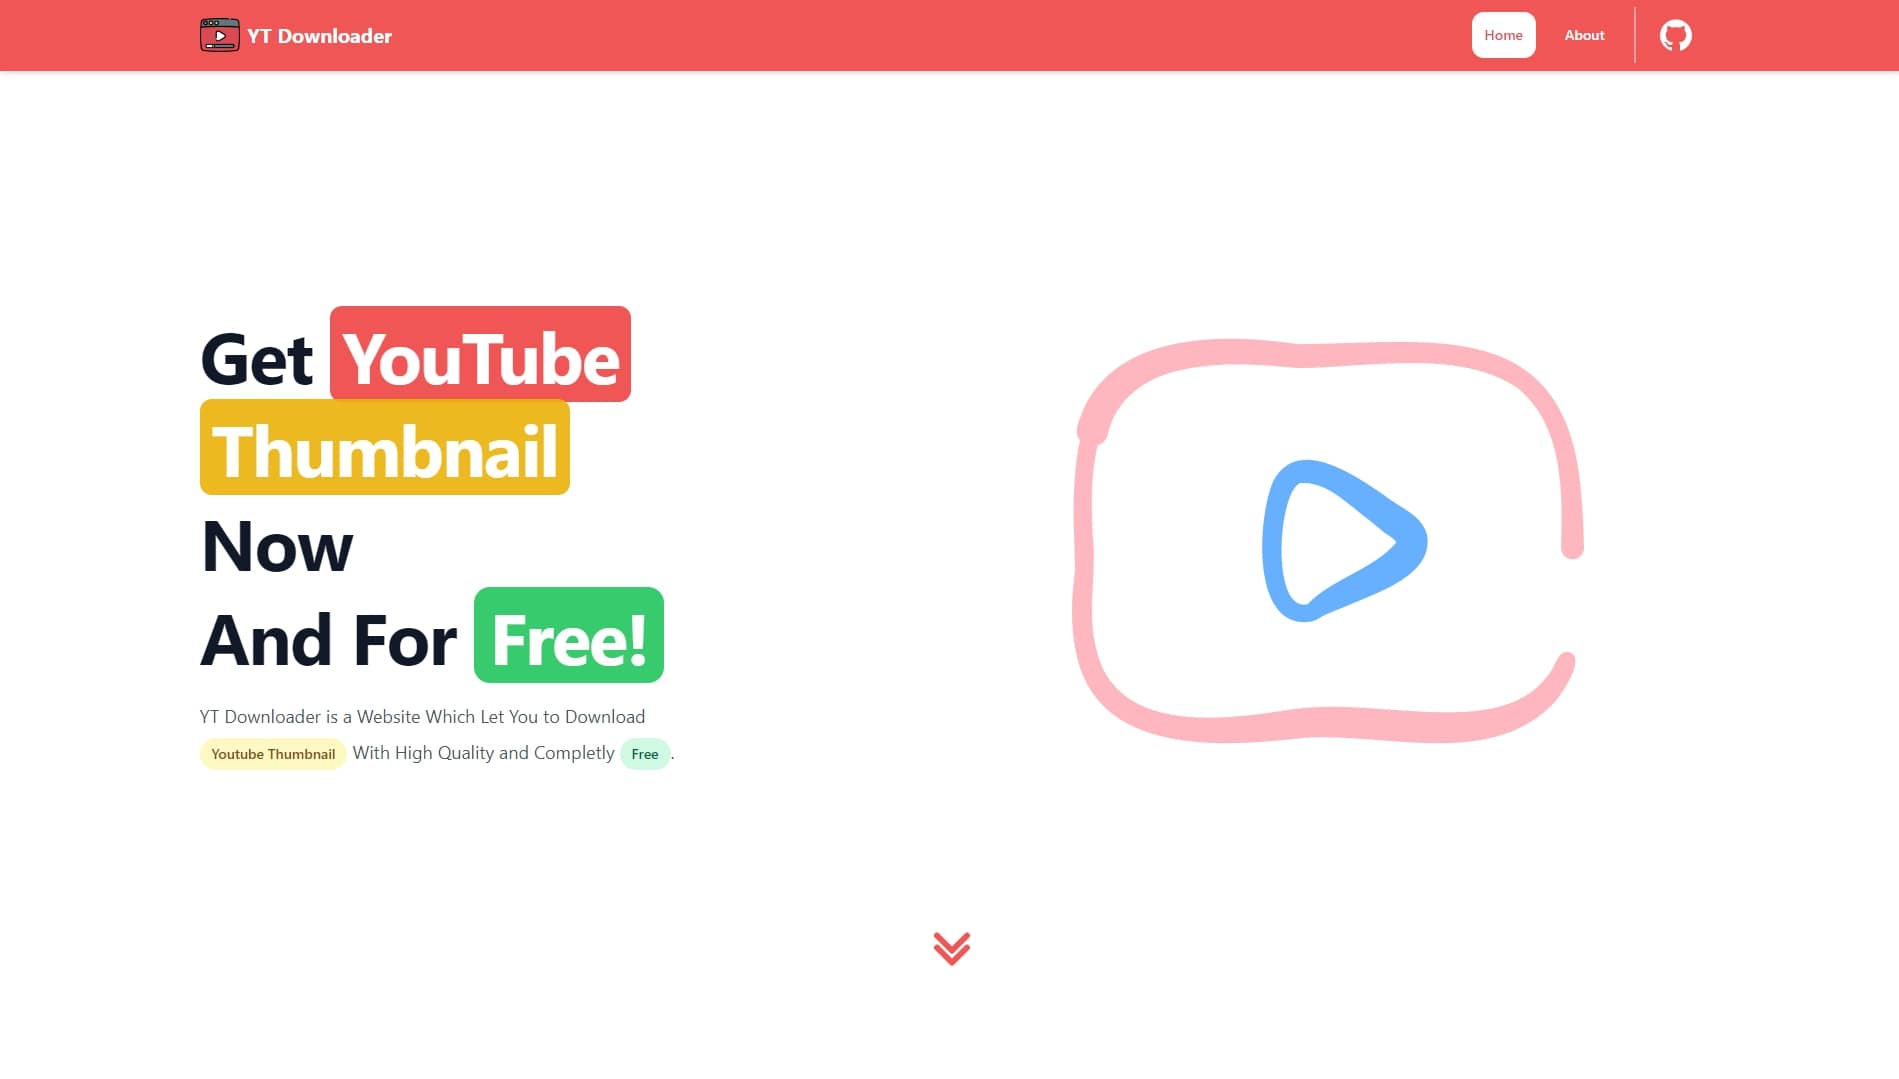 YT Downloader
Home
About
Get YouTube
Thumbnail
Now
And For Free!
YT Downloader is a Website Which Let You to Download
Youtube Thumbnail With High Quality and Completly Free.